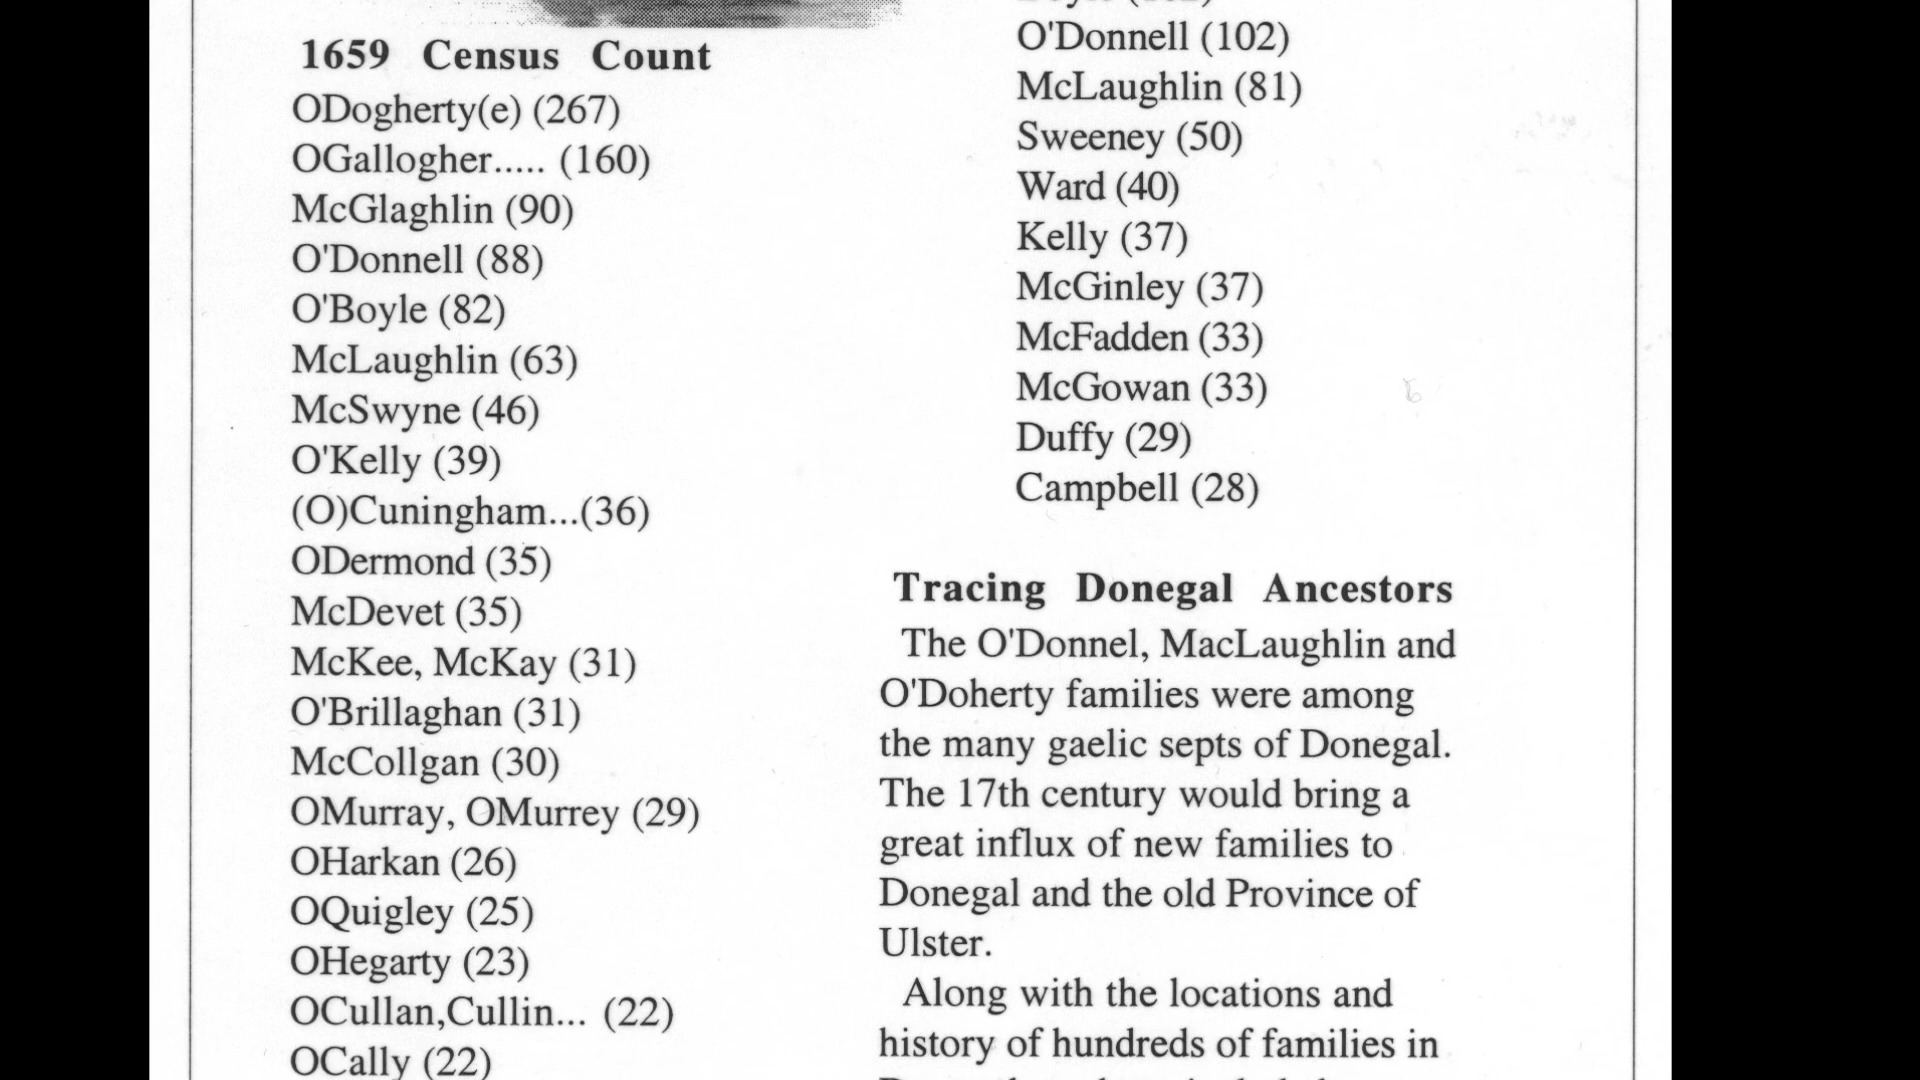 1659 Census Count
ODogherty(e) (267)
OGallogher..... (160)
McGlaghlin (90)
O'Donnell (88)
O'Boyle (82)
McLaughlin (63)
McSwyne (46)
O'Kelly (39)
(O)Cuningham...(36)
ODermond (35)
McDevet (35)
McKee, McKay (31)
O'Brillaghan (31)
McCollgan (30)
OMurray, OMurrey (29)
OHarkan (26)
OQuigley (25)
OHegarty (23)
OCullan,Cullin... (22)
OCally (22)
O'Donnell (102)
McLaughlin (81)
Sweeney (50)
Ward (40)
Kelly (37)
McGinley (37)
McFadden (33)
McGowan (33)
Duffy (29)
Campbell (28)
Tracing Donegal Ancestors
The O'Donnel, MacLaughlin and
O'Doherty families were among
the many gaelic septs of Donegal.
The 17th century would bring a
great influx of new families to
Donegal and the old Province of
Ulster.
Along with the locations and
history of hundreds of families in